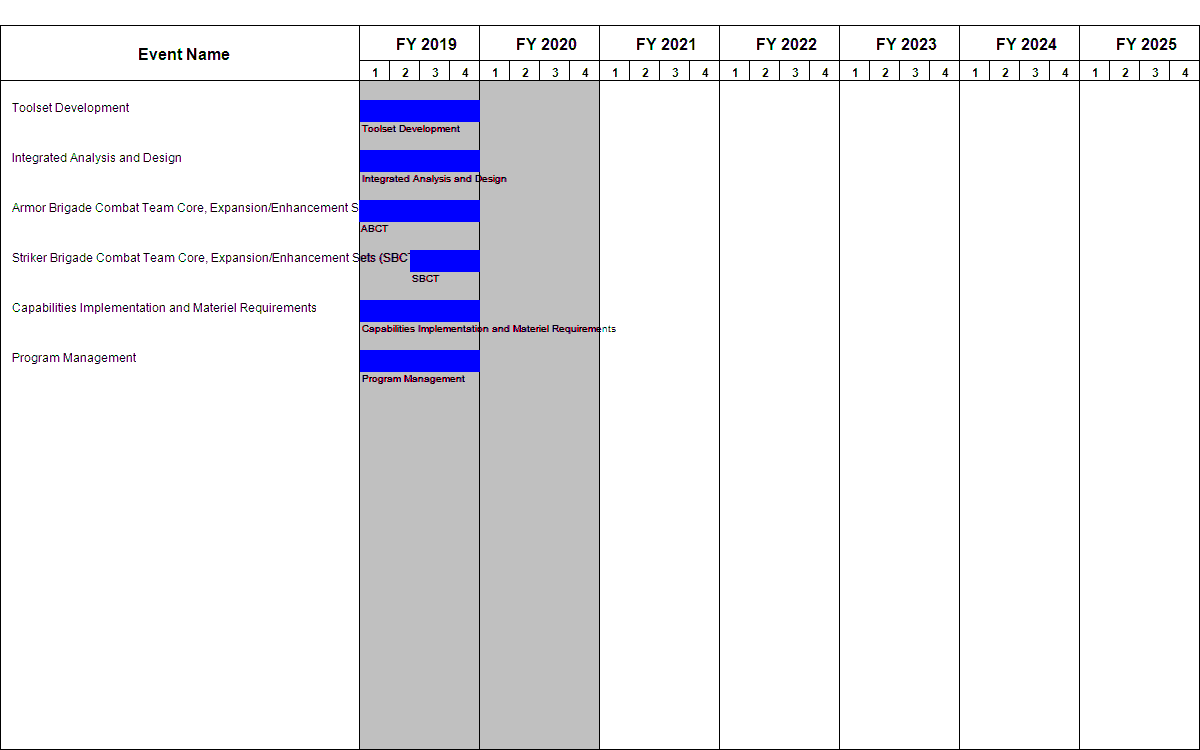 Event Name
FY 2019 FY 2020 FY 2021 FY 2022 FY 2023 FY 2024 FY 2025
1 2 3 4 1 2 3 4 1 2 3 4 1 2 3 4 1 2 3 4 1 2 3 4 1 2 3 4
Toolset Development
Toolset Development
Integrated Analysis and Design
Integrated Analysis and Design
Armor Brigade Combat Team Core, Expansion/Enhancement S
ABCT
Striker Brigade Combat Team Core, Expansion/Enhancement Sets (SBCT
SBCT
Capabilities Implementation and Materiel Requirements
Capabilities Implementation and Materiel Requirements
Program Management
Program Management